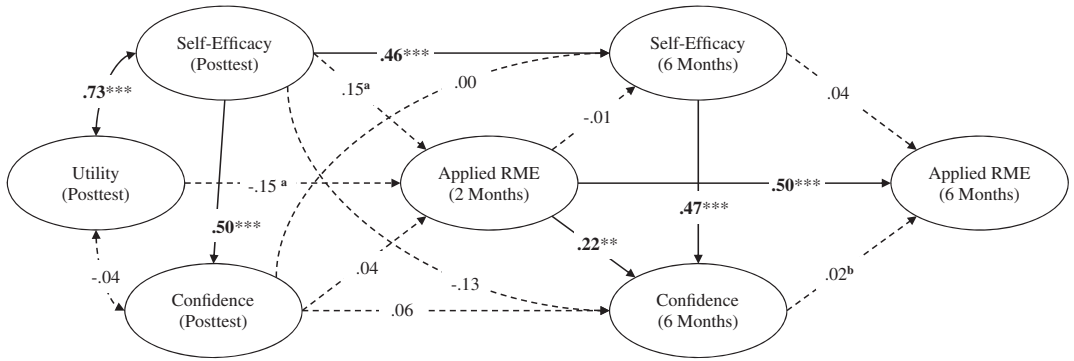 Self-Efficacy
(Posttest)
.46***
Self-Efficacy
(6 Months)
.73***
.15ᵃ
.00
.04
-.01
Utility
(Posttest)
-.15 ᵃ
Applied RME
(2 Months)
.50***
Applied RME
(6 Months)
.50***
.47***
.22**
-.04
.04
-.13
.02ᵇ
Confidence
(Posttest)
.06
Confidence
(6 Months)